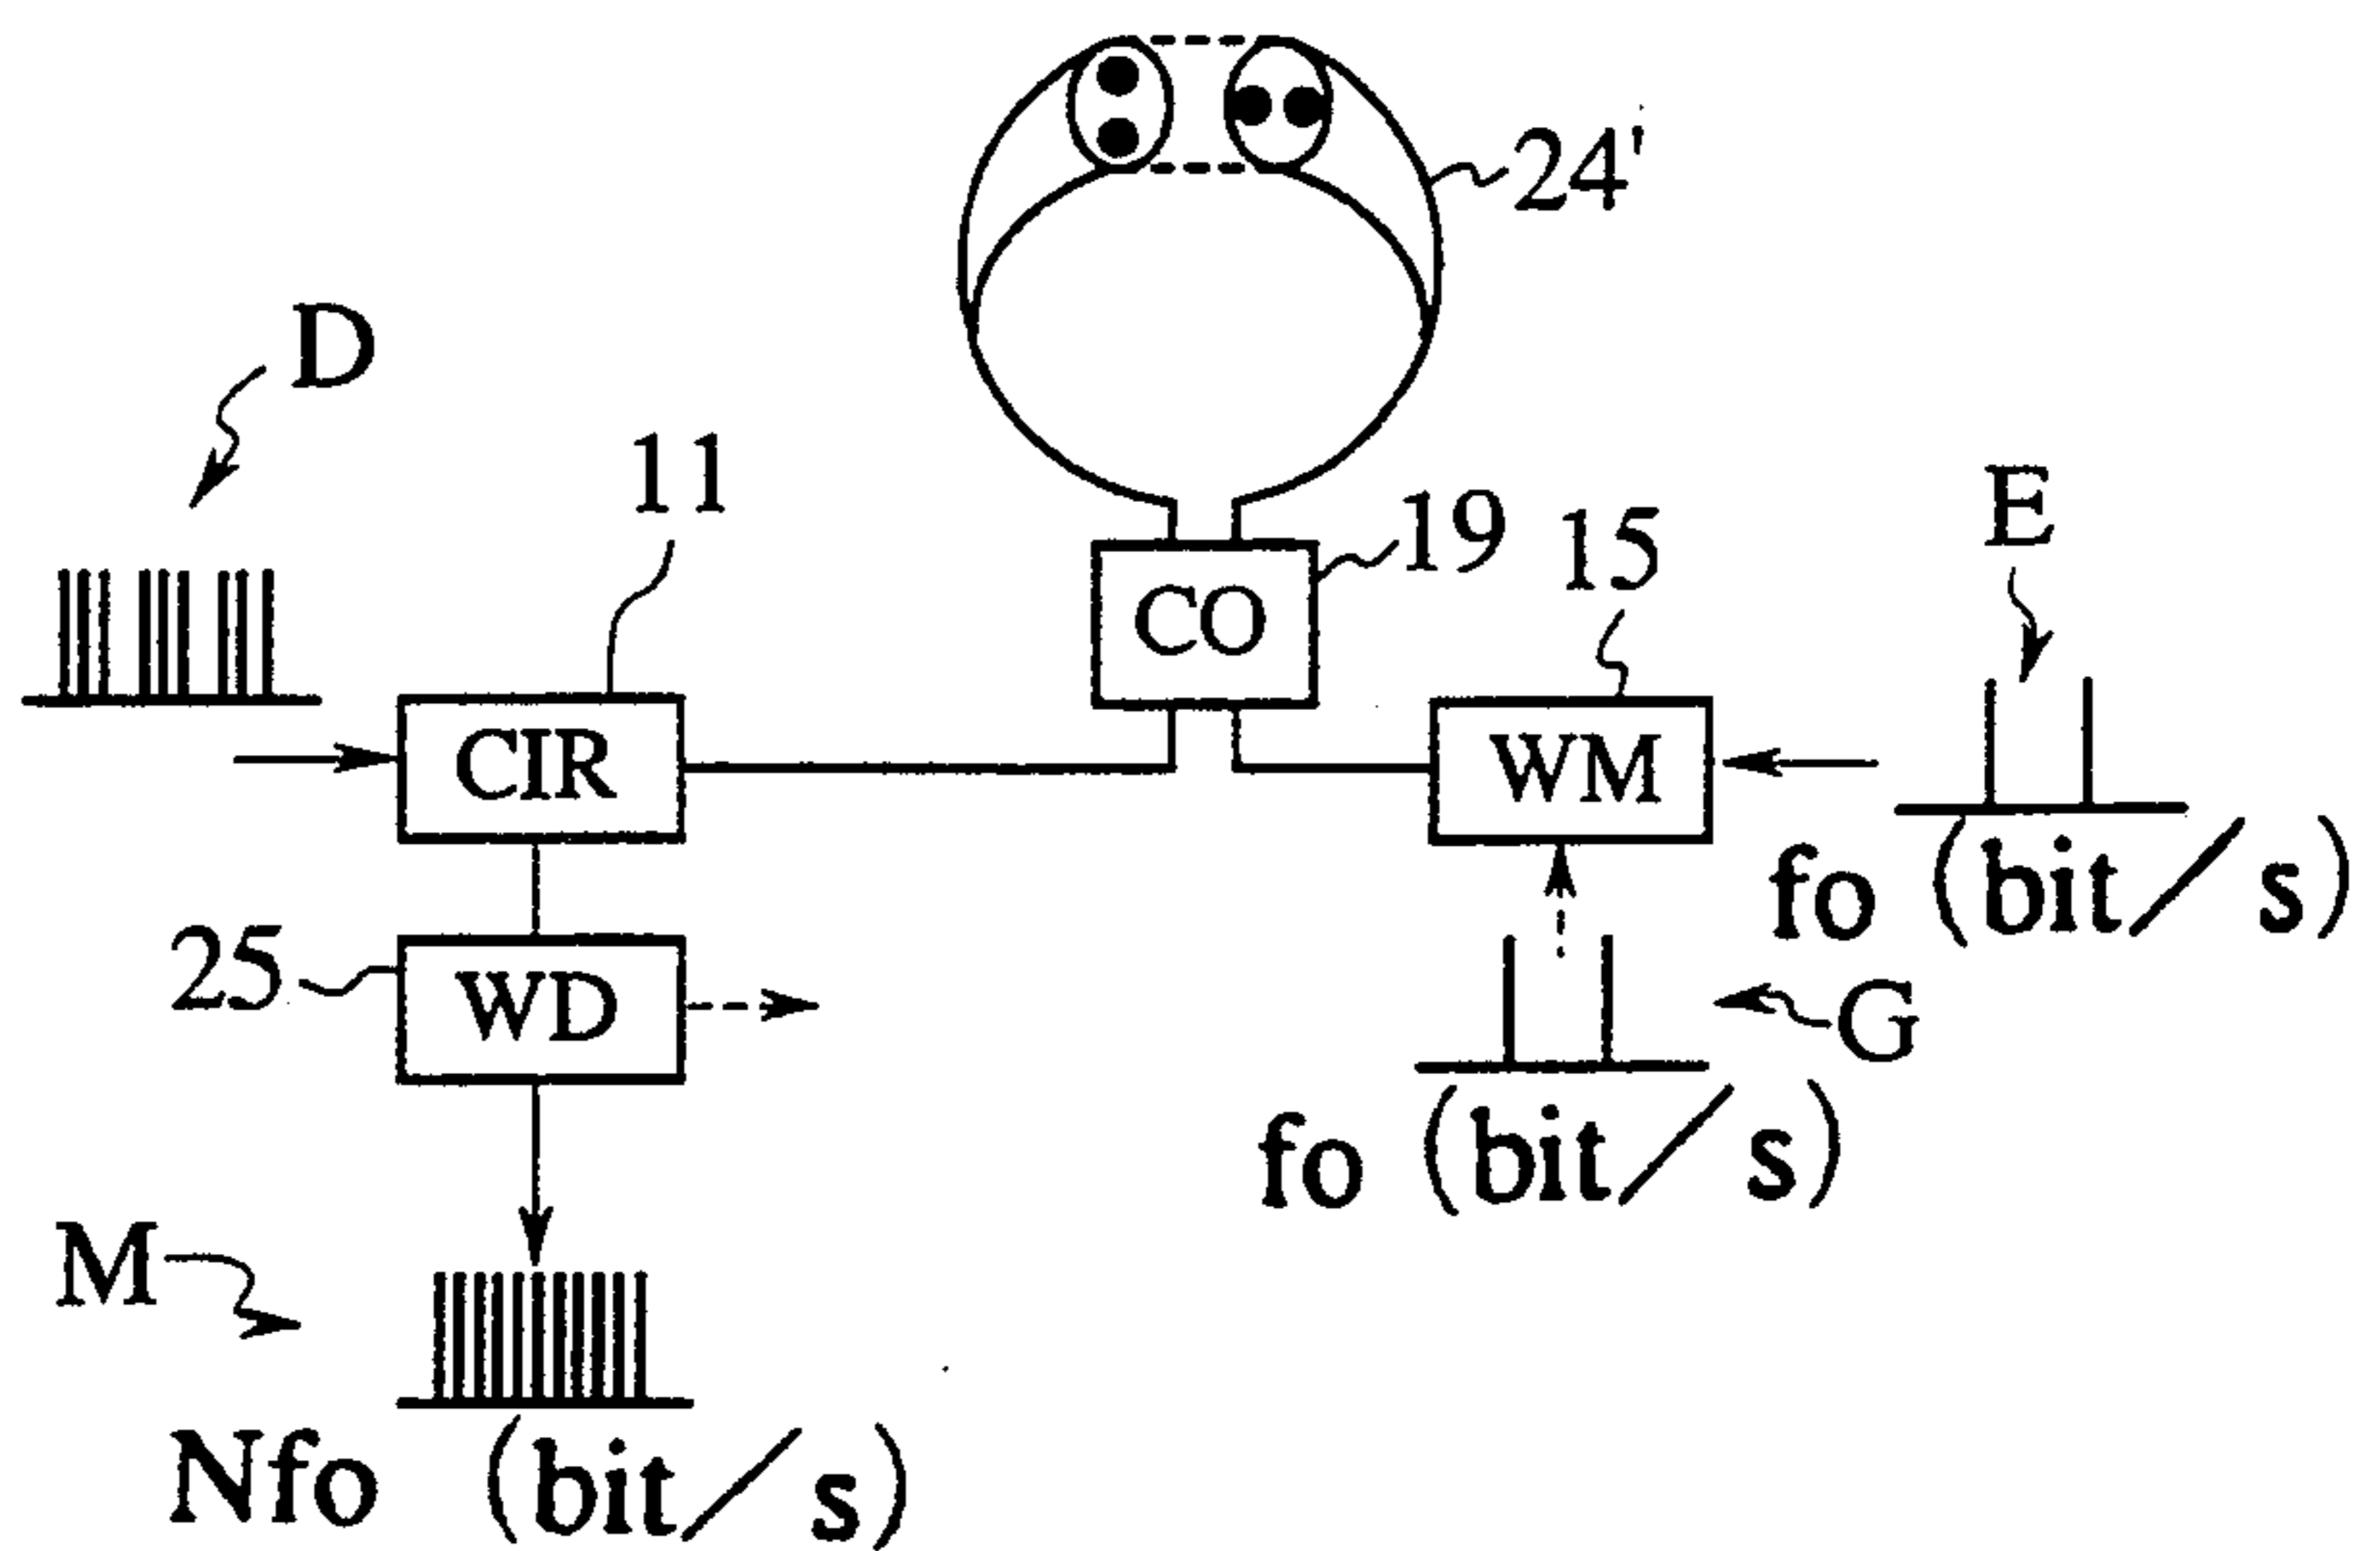 24'
D
11
19
15
E
CO
CIR
WM
fo (bit/s)
25
WD
G
fo (bit/s)
M
Nfo (bit/s)